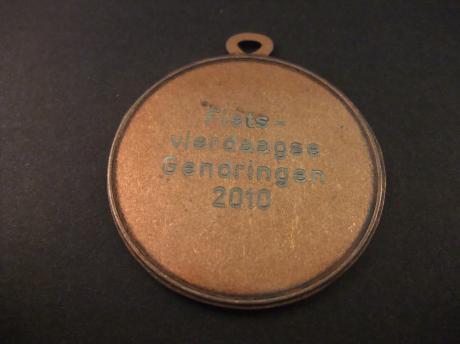 Fiets-
vierdaagse
Gendringen
2010